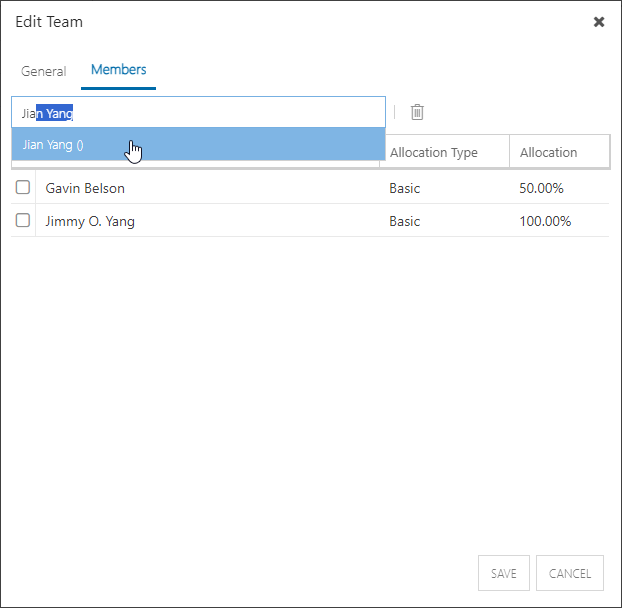 Edit Team
General Members
Jian Yang
Jian Yang ()
Allocation Type Allocation
Gavin Belson Basic 50.00%
Jimmy O. Yang Basic 100.00%
SAVE CANCEL